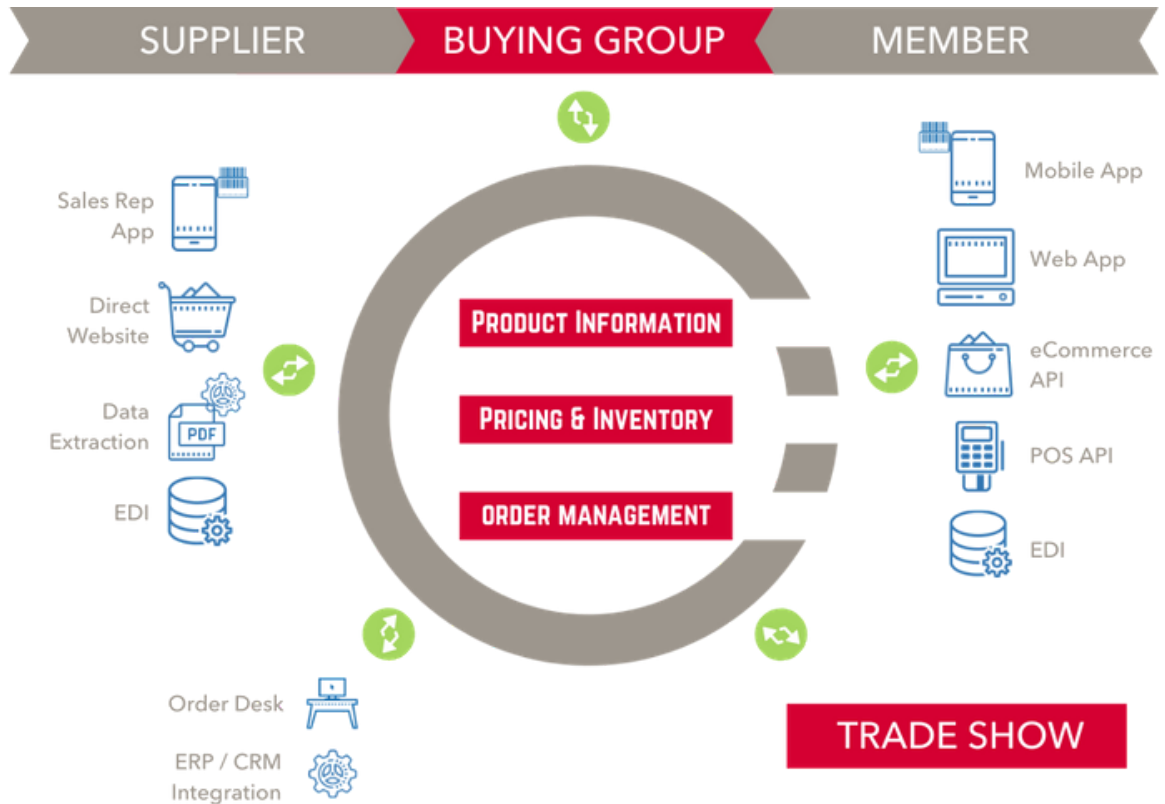 SUPPLIER
BUYING GROUP
MEMBER
Sales Rep
App
Direct
Website
Data
Extraction
PDF
EDI
PRODUCT INFORMATION
PRICING & INVENTORY
ORDER MANAGEMENT
Mobile App
Web App
eCommerce
API
POS API
EDI
Order Desk
ERP / CRM
Integration
TRADE SHOW